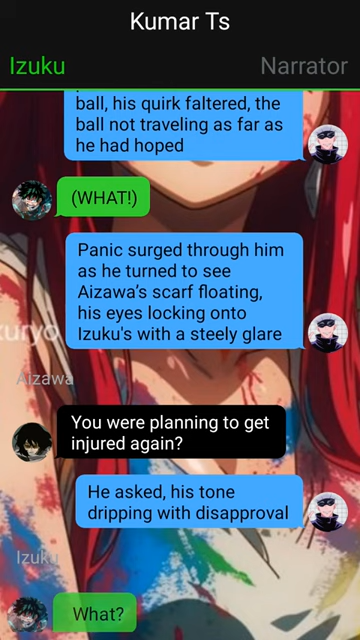 Kumar Ts
Izuku
Narrator
ball, his quirk faltered, the
ball not traveling as far as
he had hoped
(WHAT!)
Panic surged through him
as he turned to see
Aizawa's scarf floating,
his eyes locking onto
Izuku's with a steely glare
Aizawa
You were planning to get
injured again?
He asked, his tone
dripping with disapproval
Izuku
What?